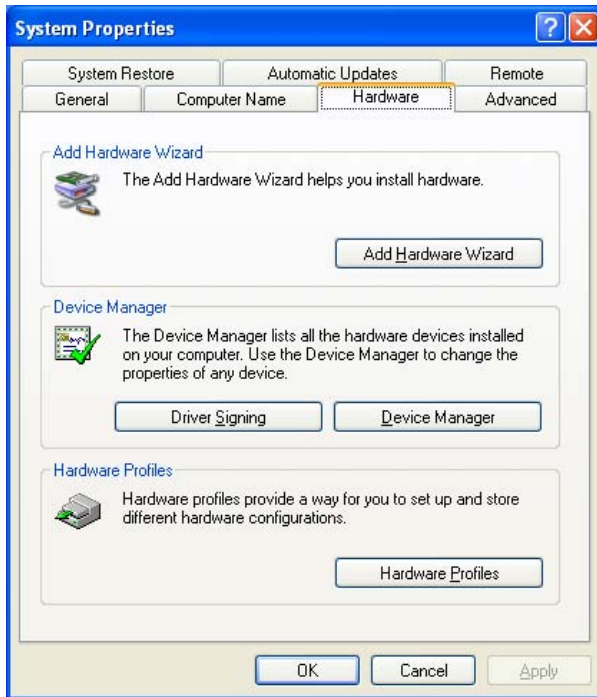 System Properties
System Restore
Automatic Updates
Remote
General
Computer Name
Hardware
Advanced
Add Hardware Wizard
The Add Hardware Wizard helps you install hardware.
Add Hardware Wizard
Device Manager
The Device Manager lists all the hardware devices installed
on your computer. Use the Device Manager to change the
properties of any device.
Driver Signing
Device Manager
Hardware Profiles
Hardware profiles provide a way for you to set up and store
different hardware configurations.
Hardware Profiles
OK
Cancel
Apply